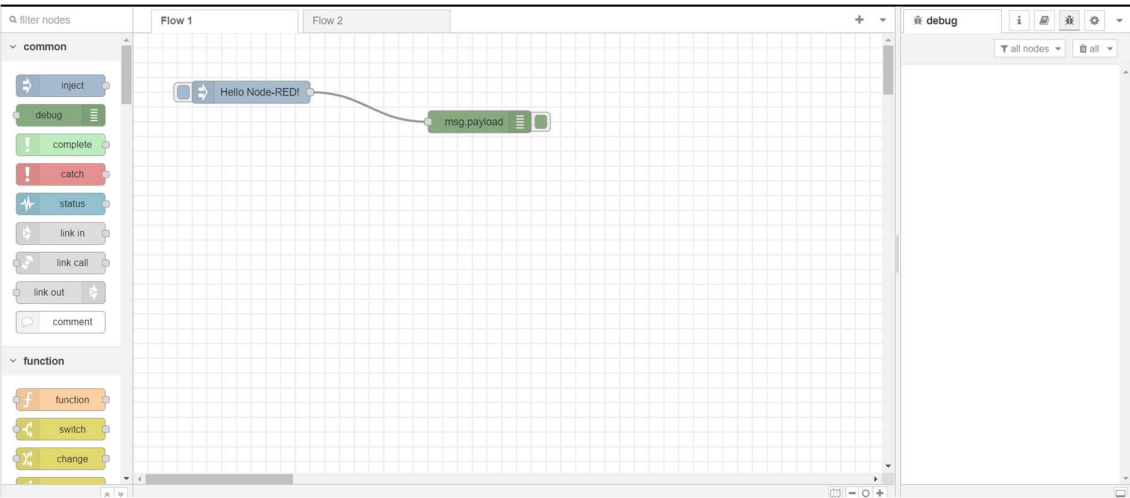 filter nodes
Flow 1
Flow 2
debug
common
all nodes
all
inject
Hello Node-RED!
debug
msg.payload
complete
catch
status
link in
link call
link out
comment
function
function
switch
change